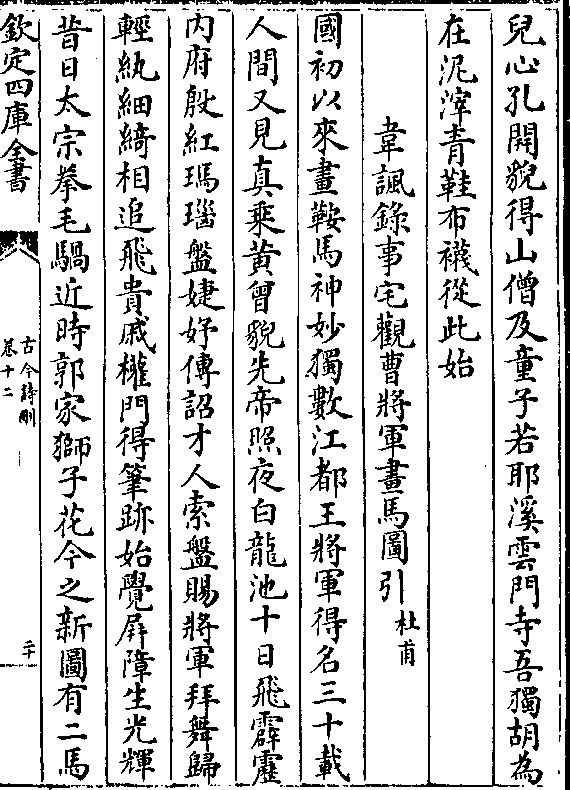 兒心孔開貌得山僧及童子若耶溪雲門寺吾獨胡為
在泥滓青鞋布襪從此始
韋諷錄事宅觀曹將軍畫馬圖引 杜甫
國初以來畫鞍馬神妙獨數江都王將軍得名三十載
人間又見真乘黃曾貌先帝照夜白龍池十日飛霹靂
內府殷紅瑪瑙盤婕妤傳詔才人索盤賜將軍拜舞歸
輕紈細綺相追飛貴戚權門得筆跡始覺屏障生光輝
昔日太宗拳毛騧近時郭家獅子花今之新圖有二馬
欽定四庫全書
古今詩刪
卷十二
二十